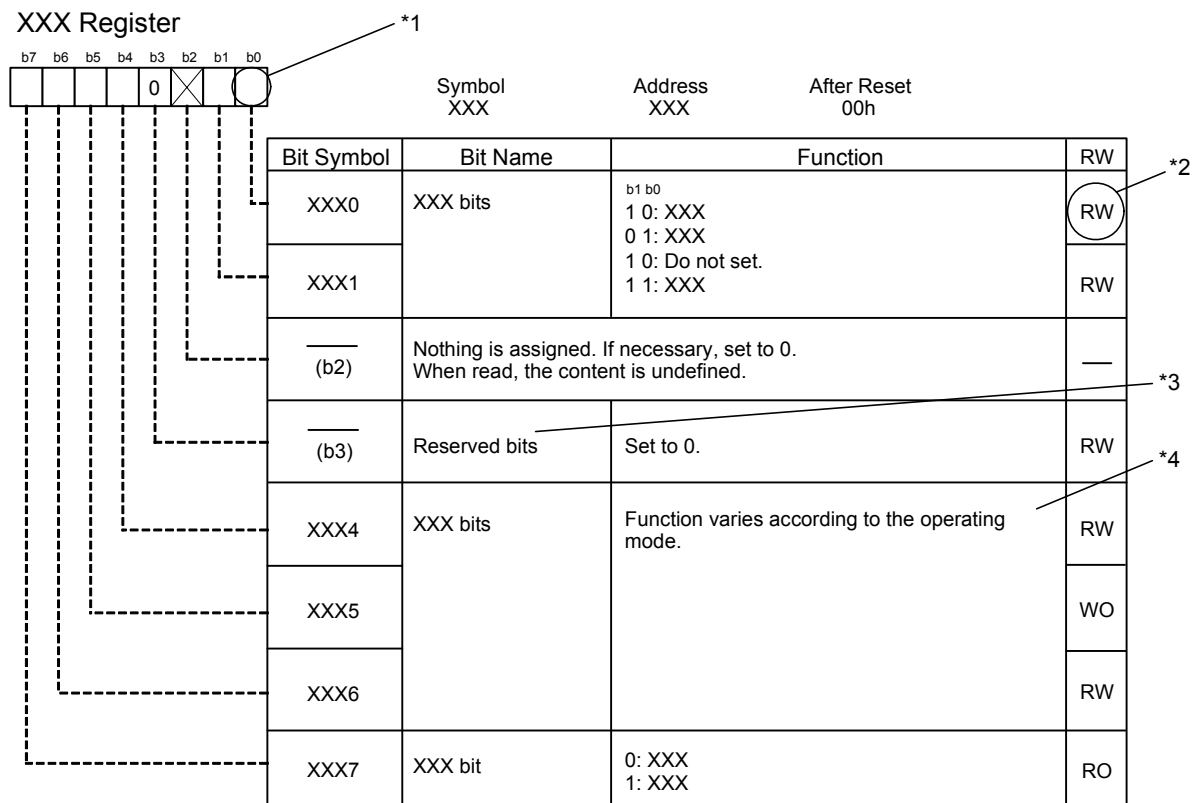 XXX Register
*1
b7 b6 b5 b4 b3 b2 b1 b0
0
Symbol Address After Reset
XXX XXX 00h
Bit Symbol Bit Name Function RW
*2
XXX0 XXX bits b1 b0
1 0: XXX
0 1: XXX
1 0: Do not set.
1 1: XXX
RW
XXX1 RW
(b2) Nothing is assigned. If necessary, set to 0.
When read, the content is undefined.
—
*3
(b3) Reserved bits Set to 0. RW
*4
XXX4 XXX bits Function varies according to the operating
mode.
RW
XXX5 WO
XXX6 RW
XXX7 XXX bit 0: XXX
1: XXX
RO